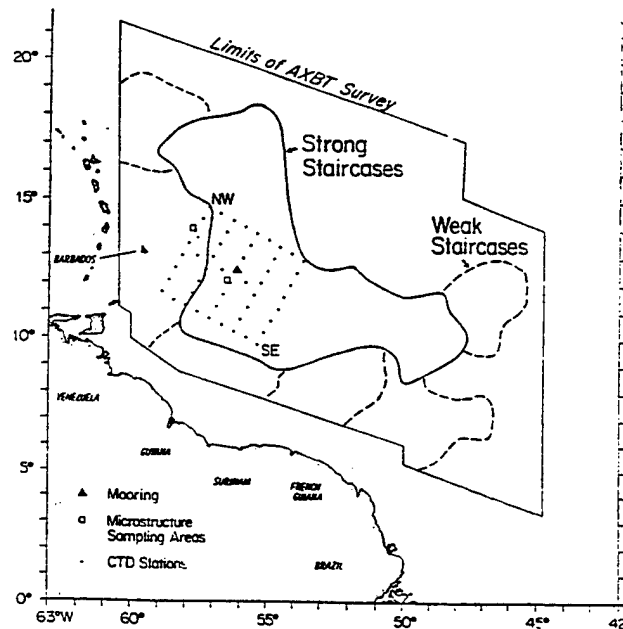 20°
Limits of AXBT Survey
Strong
Staircases
15°
NW
Weak
Staircases
BARBADOS
10°
SE
VENEZUELA
5°
GUYANA
SURINAM
FRENCH
GUIANA
▲ Mooring
□ Microstructure
Sampling Areas
· CTD Stations
BRAZIL
0°
63°W
60°
55°
50°
45°
42